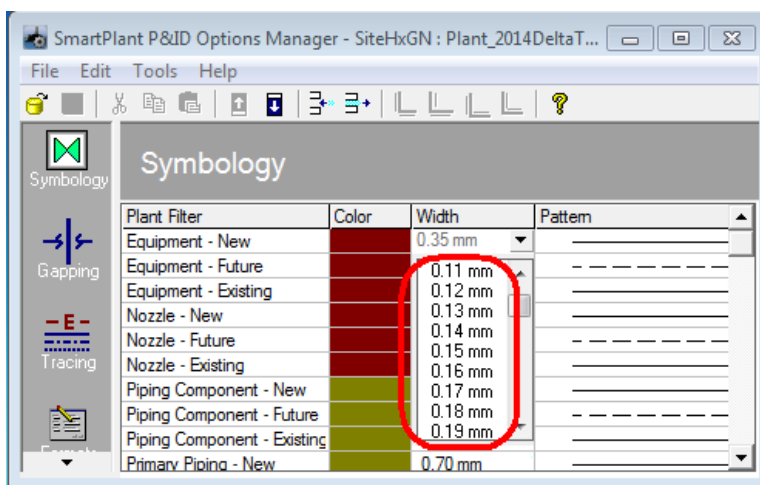 SmartPlant P&ID Options Manager - SiteHxGN : Plant_2014DeltaT...
File Edit Tools Help
Symbology
Symbology
Plant Filter Color Width Pattern
Equipment - New 0.35 mm
Equipment - Future 0.11 mm
Equipment - Existing 0.12 mm
Nozzle - New 0.13 mm
0.14 mm
Nozzle - Future 0.15 mm
Nozzle - Existing 0.16 mm
Piping Component - New 0.17 mm
Piping Component - Future 0.18 mm
Piping Component - Existing 0.19 mm
Primary Piping - New 0.70 mm
Gapping
- E -
Tracing
Formats